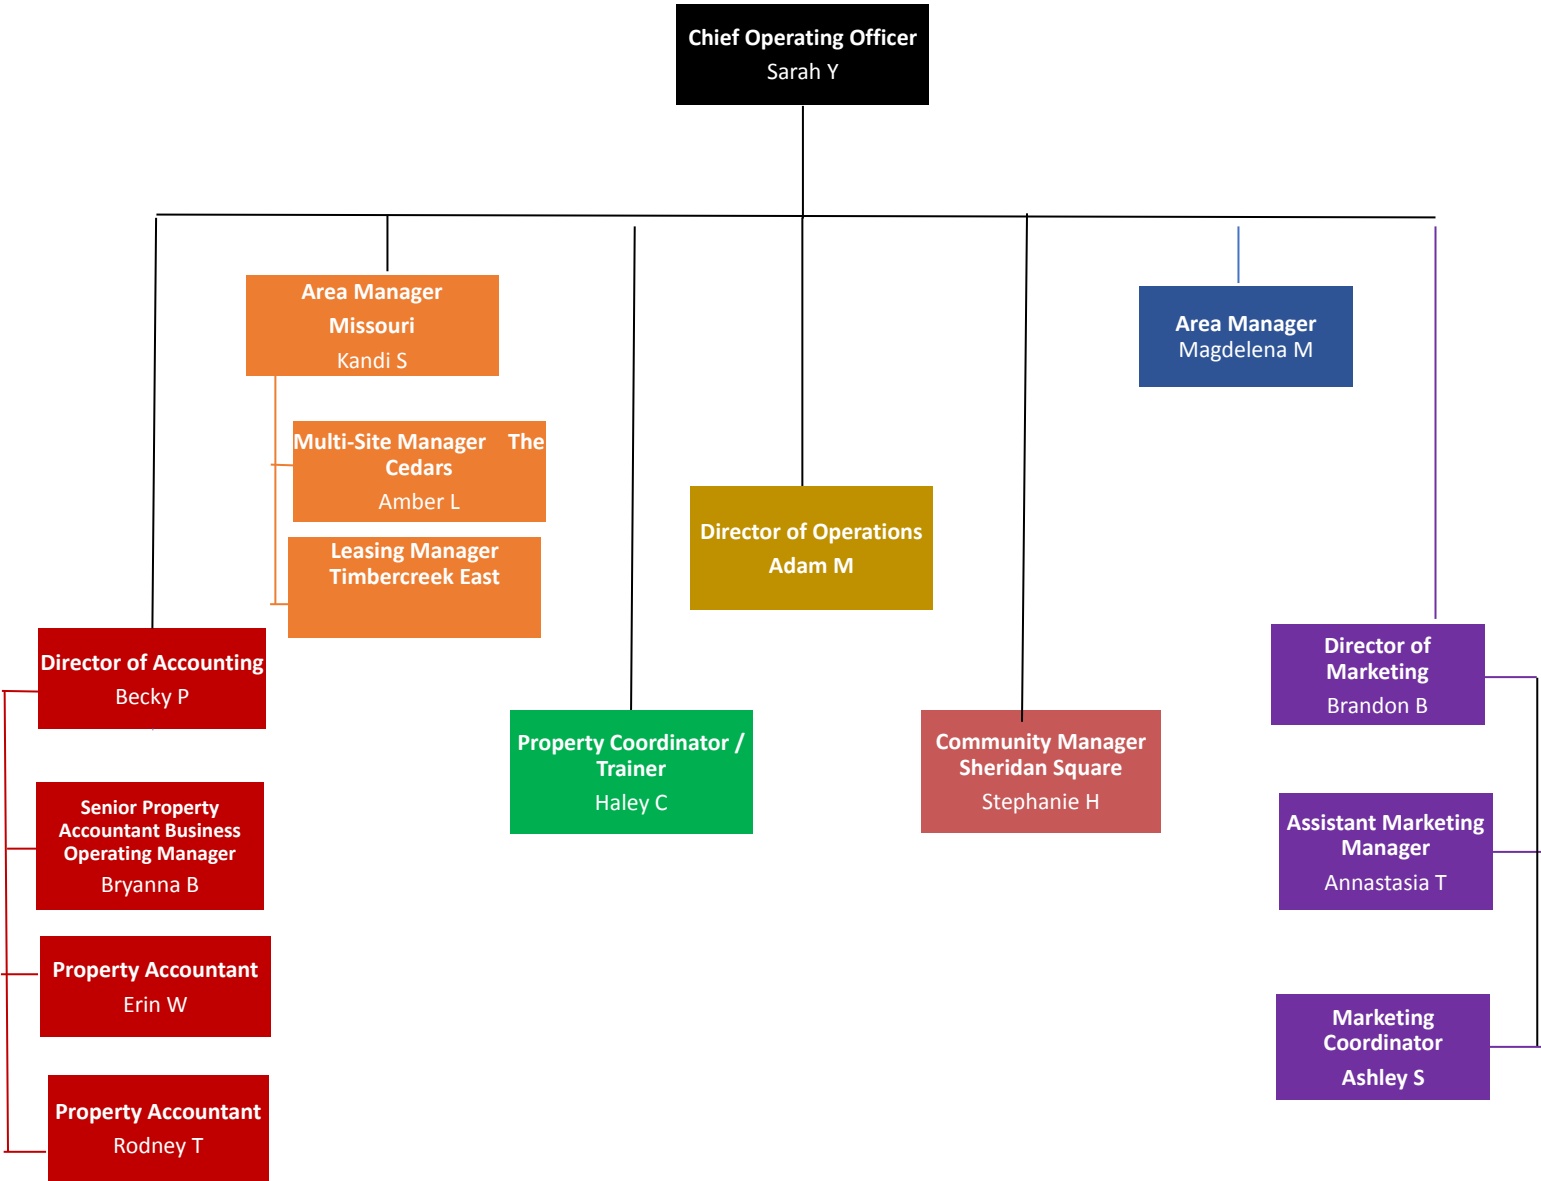 Chief Operating Officer
Sarah Y
Area Manager
Missouri
Kandi S
Area Manager
Magdelena M
Multi-Site Manager The
Cedars
Amber L
Director of Operations
Adam M
Leasing Manager
Timbercreek East
Director of Accounting
Becky P
Director of
Marketing
Brandon B
Property Coordinator /
Trainer
Haley C
Community Manager
Sheridan Square
Stephanie H
Senior Property
Accountant Business
Operating Manager
Bryanna B
Assistant Marketing
Manager
Annastasia T
Property Accountant
Erin W
Marketing
Coordinator
Ashley S
Property Accountant
Rodney T